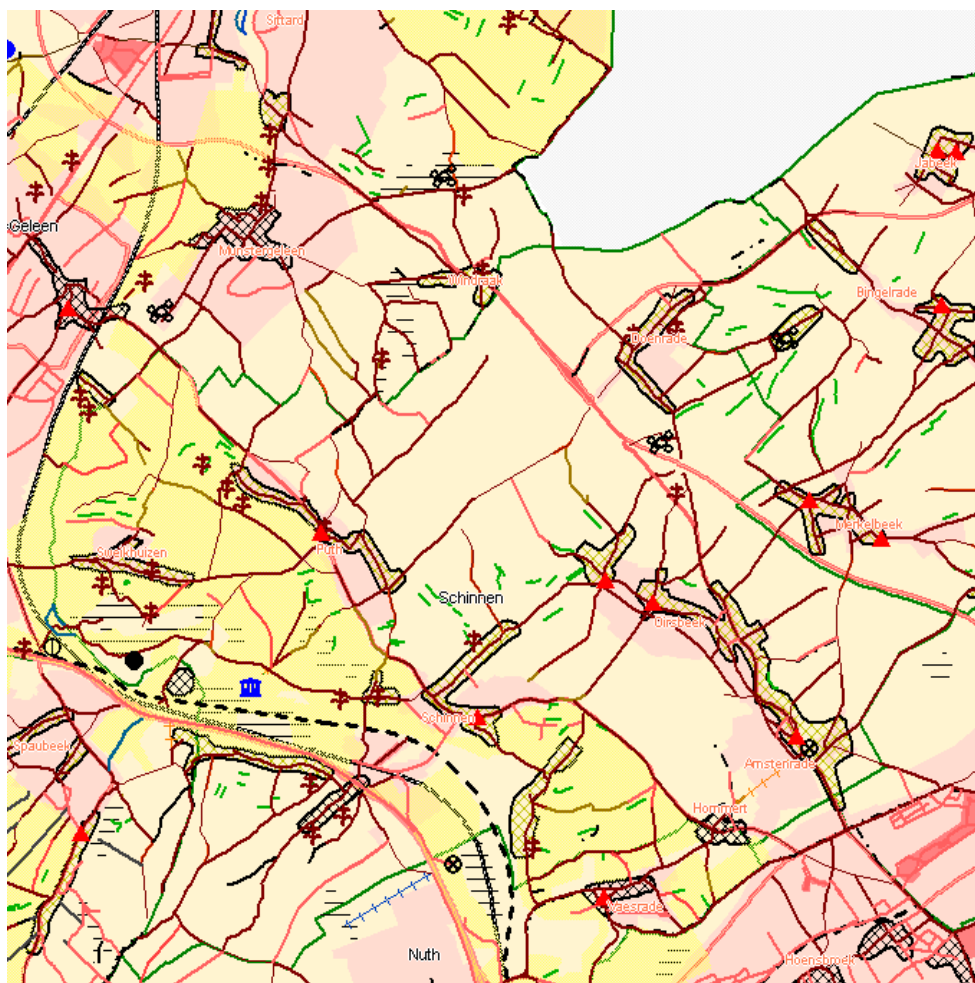 Sittard
Jabeek
Geleen
Munstergeleen
Windraak
Bingelrade
Doenrade
Merkelbeek
Puth
Sweikhuizen
Schinnen
Oirsbeek
Schinnen
Spaubeek
Amstenrade
Hommert
Vaesrade
Nuth
Hoensbroek